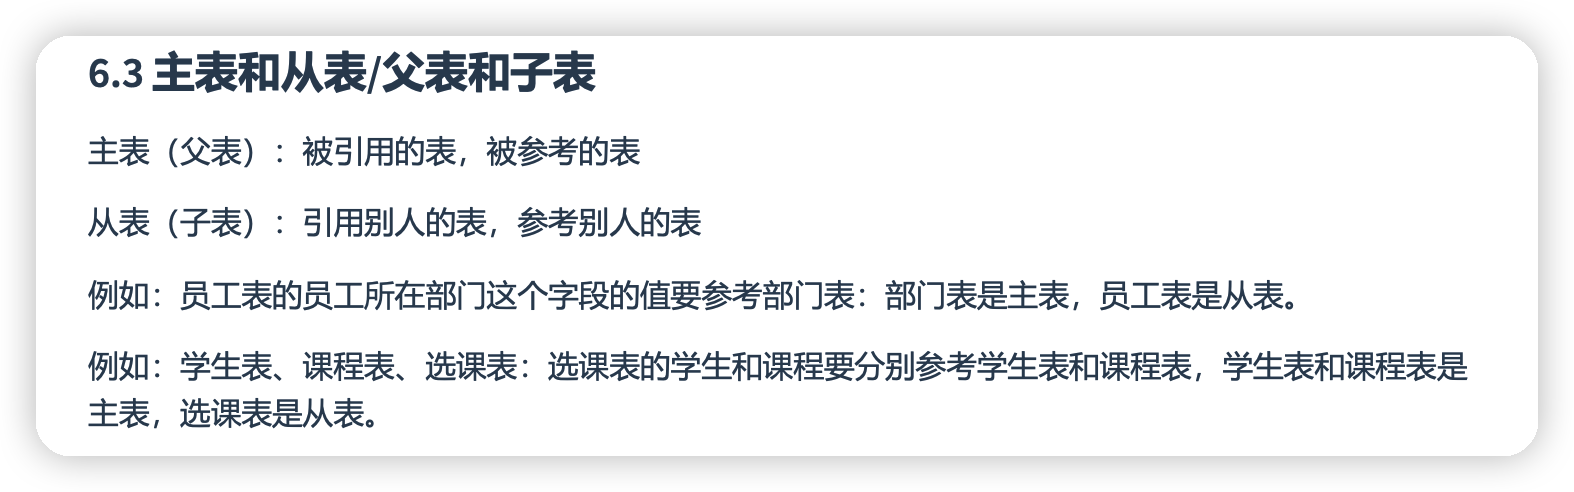 6.3 主表和从表/父表和子表
主表（父表）：被引用的表，被参考的表
从表（子表）：引用别人的表，参考别人的表
例如：员工表的员工所在部门这个字段的值要参考部门表：部门表是主表，员工表是从表。
例如：学生表、课程表、选课表：选课表的学生和课程要分别参考学生表和课程表，学生表和课程表是
主表，选课表是从表。